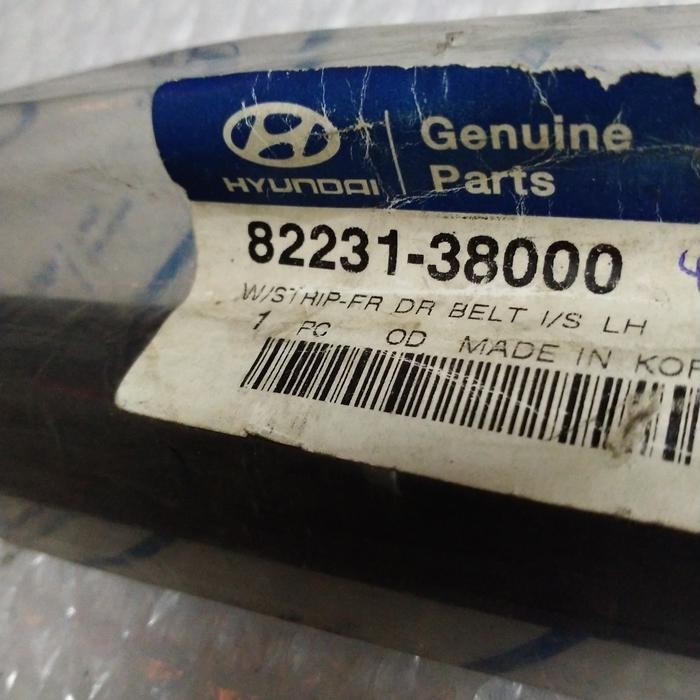 HYUNDAI
Genuine
Parts
82231-38000
W/STRIP-FR DR BELT I/S LH
1 PC OD MADE IN KOR